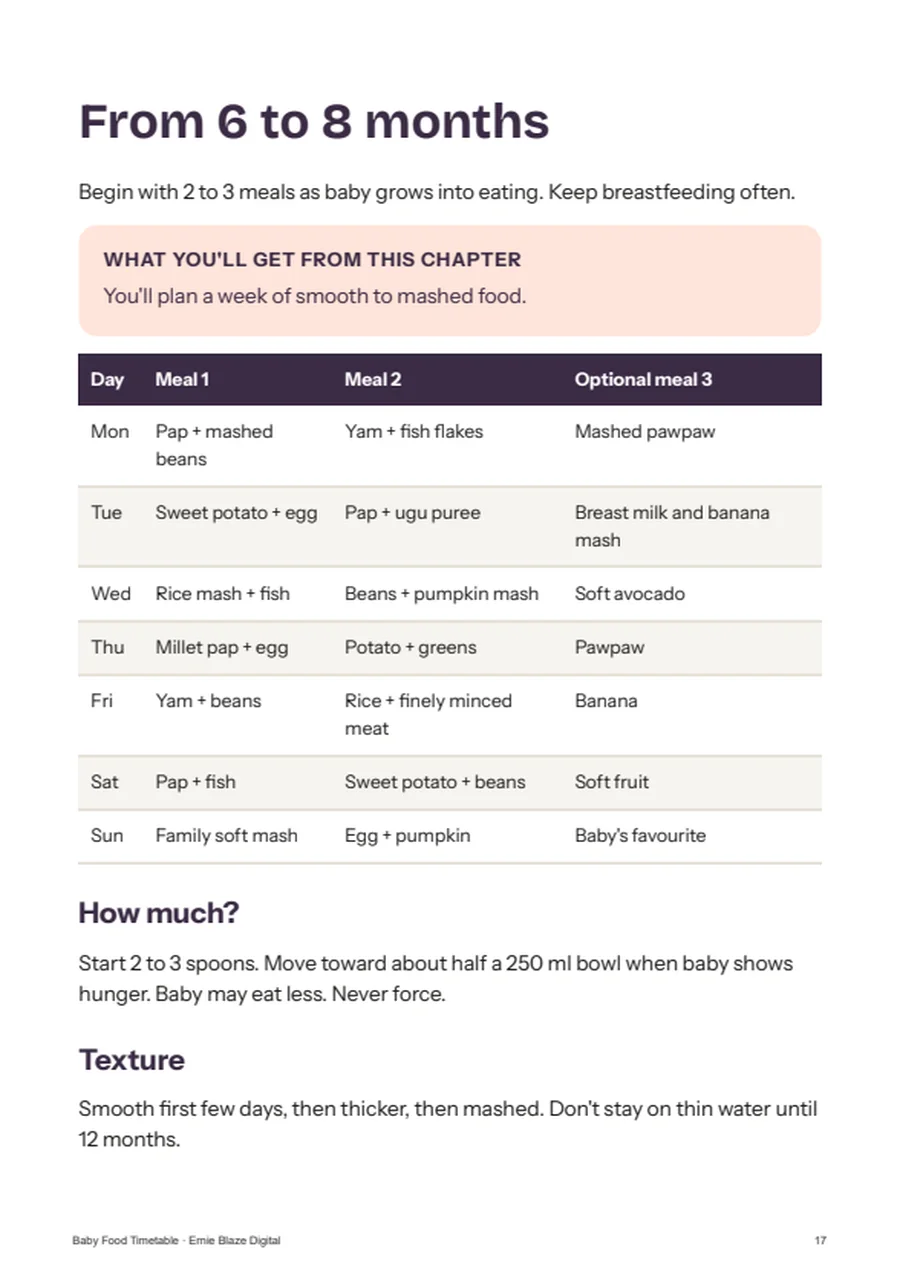 From 6 to 8 months
Begin with 2 to 3 meals as baby grows into eating. Keep breastfeeding often.
WHAT YOU'LL GET FROM THIS CHAPTER
You'll plan a week of smooth to mashed food.
Day Meal 1 Meal 2 Optional meal 3
Mon Pap + mashed beans Yam + fish flakes Mashed pawpaw
Tue Sweet potato + egg Pap + ugu puree Breast milk and banana mash
Wed Rice mash + fish Beans + pumpkin mash Soft avocado
Thu Millet pap + egg Potato + greens Pawpaw
Fri Yam + beans Rice + finely minced meat Banana
Sat Pap + fish Sweet potato + beans Soft fruit
Sun Family soft mash Egg + pumpkin Baby's favourite
How much?
Start 2 to 3 spoons. Move toward about half a 250 ml bowl when baby shows
hunger. Baby may eat less. Never force.
Texture
Smooth first few days, then thicker, then mashed. Don't stay on thin water until
12 months.
Baby Food Timetable · Ernie Blaze Digital 17